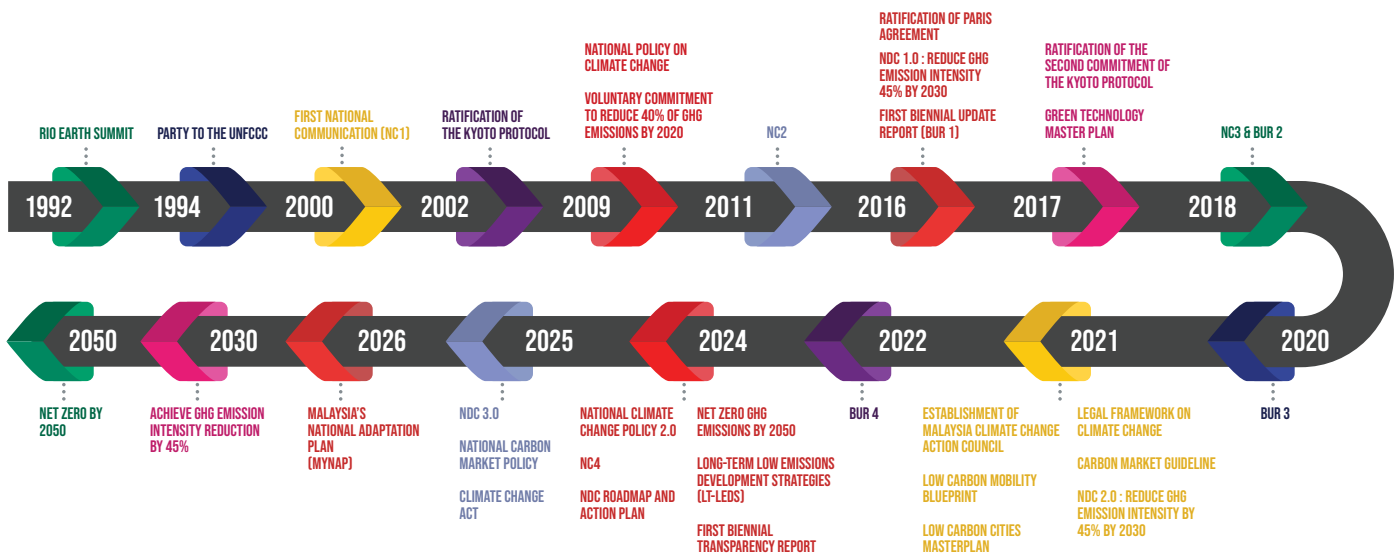 RIO EARTH SUMMIT
1992
PARTY TO THE UNFCCC
1994
FIRST NATIONAL
COMMUNICATION (NC1)
2000
RATIFICATION OF
THE KYOTO PROTOCOL
2002
NATIONAL POLICY ON
CLIMATE CHANGE
VOLUNTARY COMMITMENT
TO REDUCE 40% OF GHG
EMISSIONS BY 2020
2009
NC2
2011
RATIFICATION OF PARIS
AGREEMENT
NDC 1.0 : REDUCE GHG
EMISSION INTENSITY
45% BY 2030
FIRST BIENNIAL UPDATE
REPORT (BUR 1)
2016
RATIFICATION OF THE
SECOND COMMITMENT OF
THE KYOTO PROTOCOL
GREEN TECHNOLOGY
MASTER PLAN
2017
NC3 & BUR 2
2018
2020
BUR 3
2021
ESTABLISHMENT OF
MALAYSIA CLIMATE CHANGE
ACTION COUNCIL
LOW CARBON MOBILITY
BLUEPRINT
LOW CARBON CITIES
MASTERPLAN
LEGAL FRAMEWORK ON
CLIMATE CHANGE
CARBON MARKET GUIDELINE
NDC 2.0 : REDUCE GHG
EMISSION INTENSITY BY
45% BY 2030
2022
BUR 4
2024
NATIONAL CLIMATE
CHANGE POLICY 2.0
NC4
NDC ROADMAP AND
ACTION PLAN
NET ZERO GHG
EMISSIONS BY 2050
LONG-TERM LOW EMISSIONS
DEVELOPMENT STRATEGIES
(LT-LEDS)
FIRST BIENNIAL
TRANSPARENCY REPORT
2025
NDC 3.0
NATIONAL CARBON
MARKET POLICY
CLIMATE CHANGE
ACT
2026
MALAYSIA'S
NATIONAL ADAPTATION
PLAN
(MYNAP)
2030
ACHIEVE GHG EMISSION
INTENSITY REDUCTION
BY 45%
2050
NET ZERO BY
2050